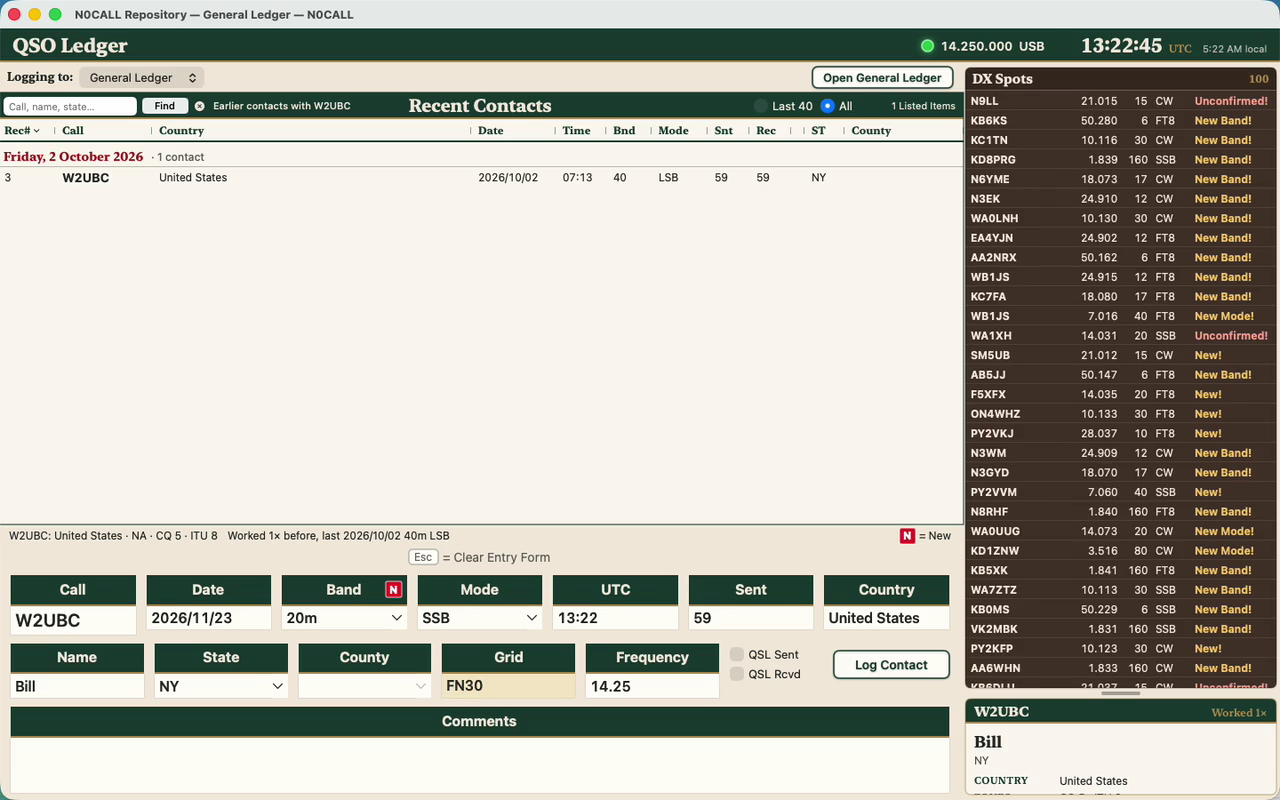 N0CALL Repository — General Ledger — N0CALL
QSO Ledger
14.250.000 USB
13:22:45 UTC 5:22 AM local
Logging to: General Ledger
Open General Ledger
Call, name, state... Find Earlier contacts with W2UBC Recent Contacts Last 40 All 1 Listed Items
Rec# Call Country Date Time Bnd Mode Snt Rec ST County
Friday, 2 October 2026 · 1 contact
3 W2UBC United States 2026/10/02 07:13 40 LSB 59 59 NY
W2UBC: United States · NA · CQ 5 · ITU 8 Worked 1× before, last 2026/10/02 40m LSB N = New
Esc = Clear Entry Form
Call Date Band N Mode UTC Sent Country
W2UBC 2026/11/23 20m SSB 13:22 59 United States
Name State County Grid Frequency
Bill NY FN30 14.25
QSL Sent
QSL Rcvd
Log Contact
Comments
DX Spots 100
N9LL 21.015 15 CW Unconfirmed!
KB6KS 50.280 6 FT8 New Band!
KC1TN 10.116 30 CW New Band!
KD8PRG 1.839 160 SSB New Band!
N6YME 18.073 17 CW New Band!
N3EK 24.910 12 CW New Band!
WA0LNH 10.130 30 CW New Band!
EA4YJN 24.902 12 FT8 New Band!
AA2NRX 50.162 6 FT8 New Band!
WB1JS 24.915 12 FT8 New Band!
KC7FA 18.080 17 FT8 New Band!
WB1JS 7.016 40 FT8 New Mode!
WA1XH 14.031 20 SSB Unconfirmed!
SM5UB 21.012 15 CW New!
AB5JJ 50.147 6 FT8 New Band!
F5XFX 14.035 20 FT8 New!
ON4WHZ 10.133 30 FT8 New!
PY2VKJ 28.037 10 FT8 New!
N3WM 24.909 12 CW New Band!
N3GYD 18.070 17 CW New Band!
PY2VVM 7.060 40 SSB New!
N8RHF 1.840 160 FT8 New Band!
WA0UUG 14.073 20 CW New Mode!
KD1ZNW 3.516 80 CW New Mode!
KB5XK 1.841 160 FT8 New Band!
WA7ZTZ 10.113 30 SSB New Band!
KB0MS 50.229 6 SSB New Band!
VK2MBK 1.831 160 SSB New Band!
PY2KFP 10.123 30 CW New!
AA6WHN 1.833 160 CW New Band!
W2UBC Worked 1×
Bill
NY
COUNTRY United States